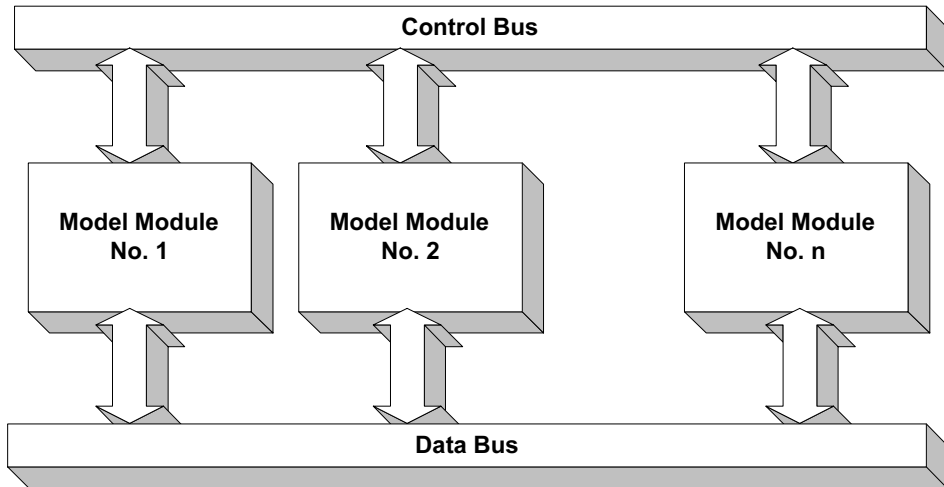 Control Bus
Model Module
No. 1
Model Module
No. 2
Model Module
No. n
Data Bus